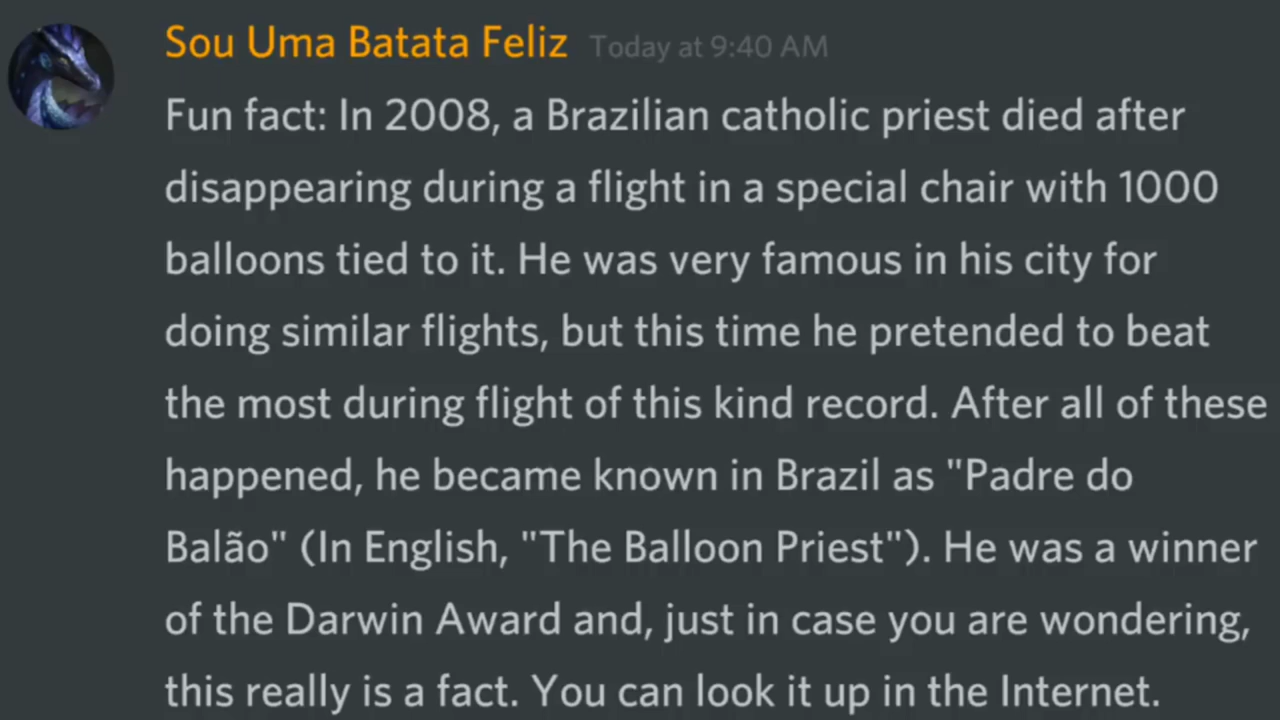 Sou Uma Batata Feliz Today at 9:40 AM
Fun fact: In 2008, a Brazilian catholic priest died after
disappearing during a flight in a special chair with 1000
balloons tied to it. He was very famous in his city for
doing similar flights, but this time he pretended to beat
the most during flight of this kind record. After all of these
happened, he became known in Brazil as "Padre do
Balão" (In English, "The Balloon Priest"). He was a winner
of the Darwin Award and, just in case you are wondering,
this really is a fact. You can look it up in the Internet.